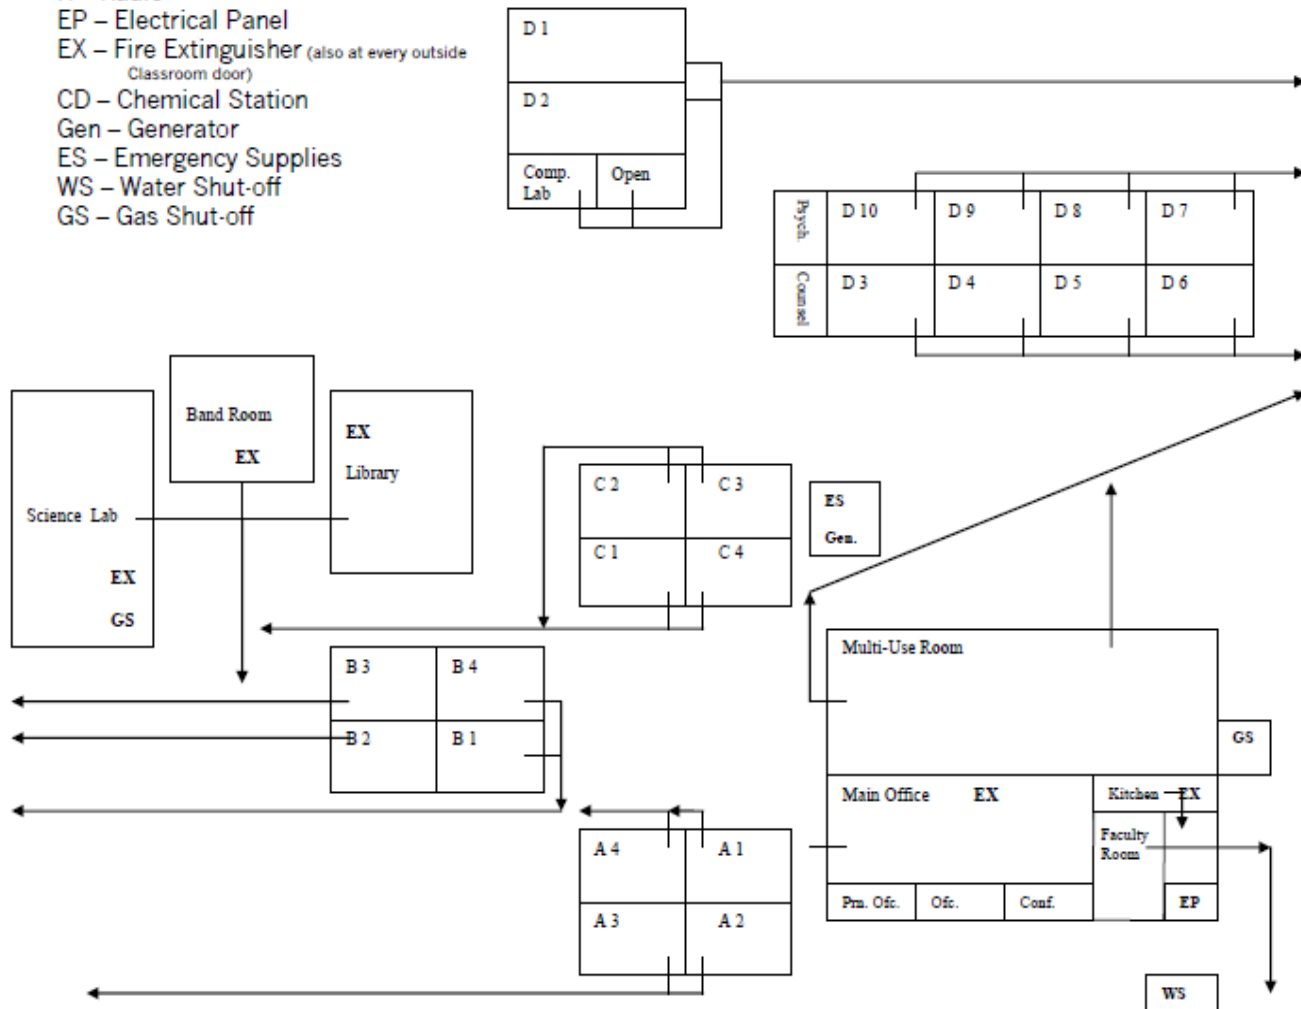 EP – Electrical Panel
EX – Fire Extinguisher (also at every outside
Classroom door)
CD – Chemical Station
Gen – Generator
ES – Emergency Supplies
WS – Water Shut-off
GS – Gas Shut-off
D 1
D 2
Comp.
Lab
Open
Psych.
D 10
D 9
D 8
D 7
Counsel
D 3
D 4
D 5
D 6
Band Room
EX
EX
Library
Science Lab
EX
GS
C 2
C 3
C 1
C 4
ES
Gen.
B 3
B 4
B 2
B 1
Multi-Use Room
GS
Main Office
EX
Kitchen
EX
Faculty
Room
A 4
A 1
A 3
A 2
Prn. Ofc.
Ofc.
Conf.
EP
WS